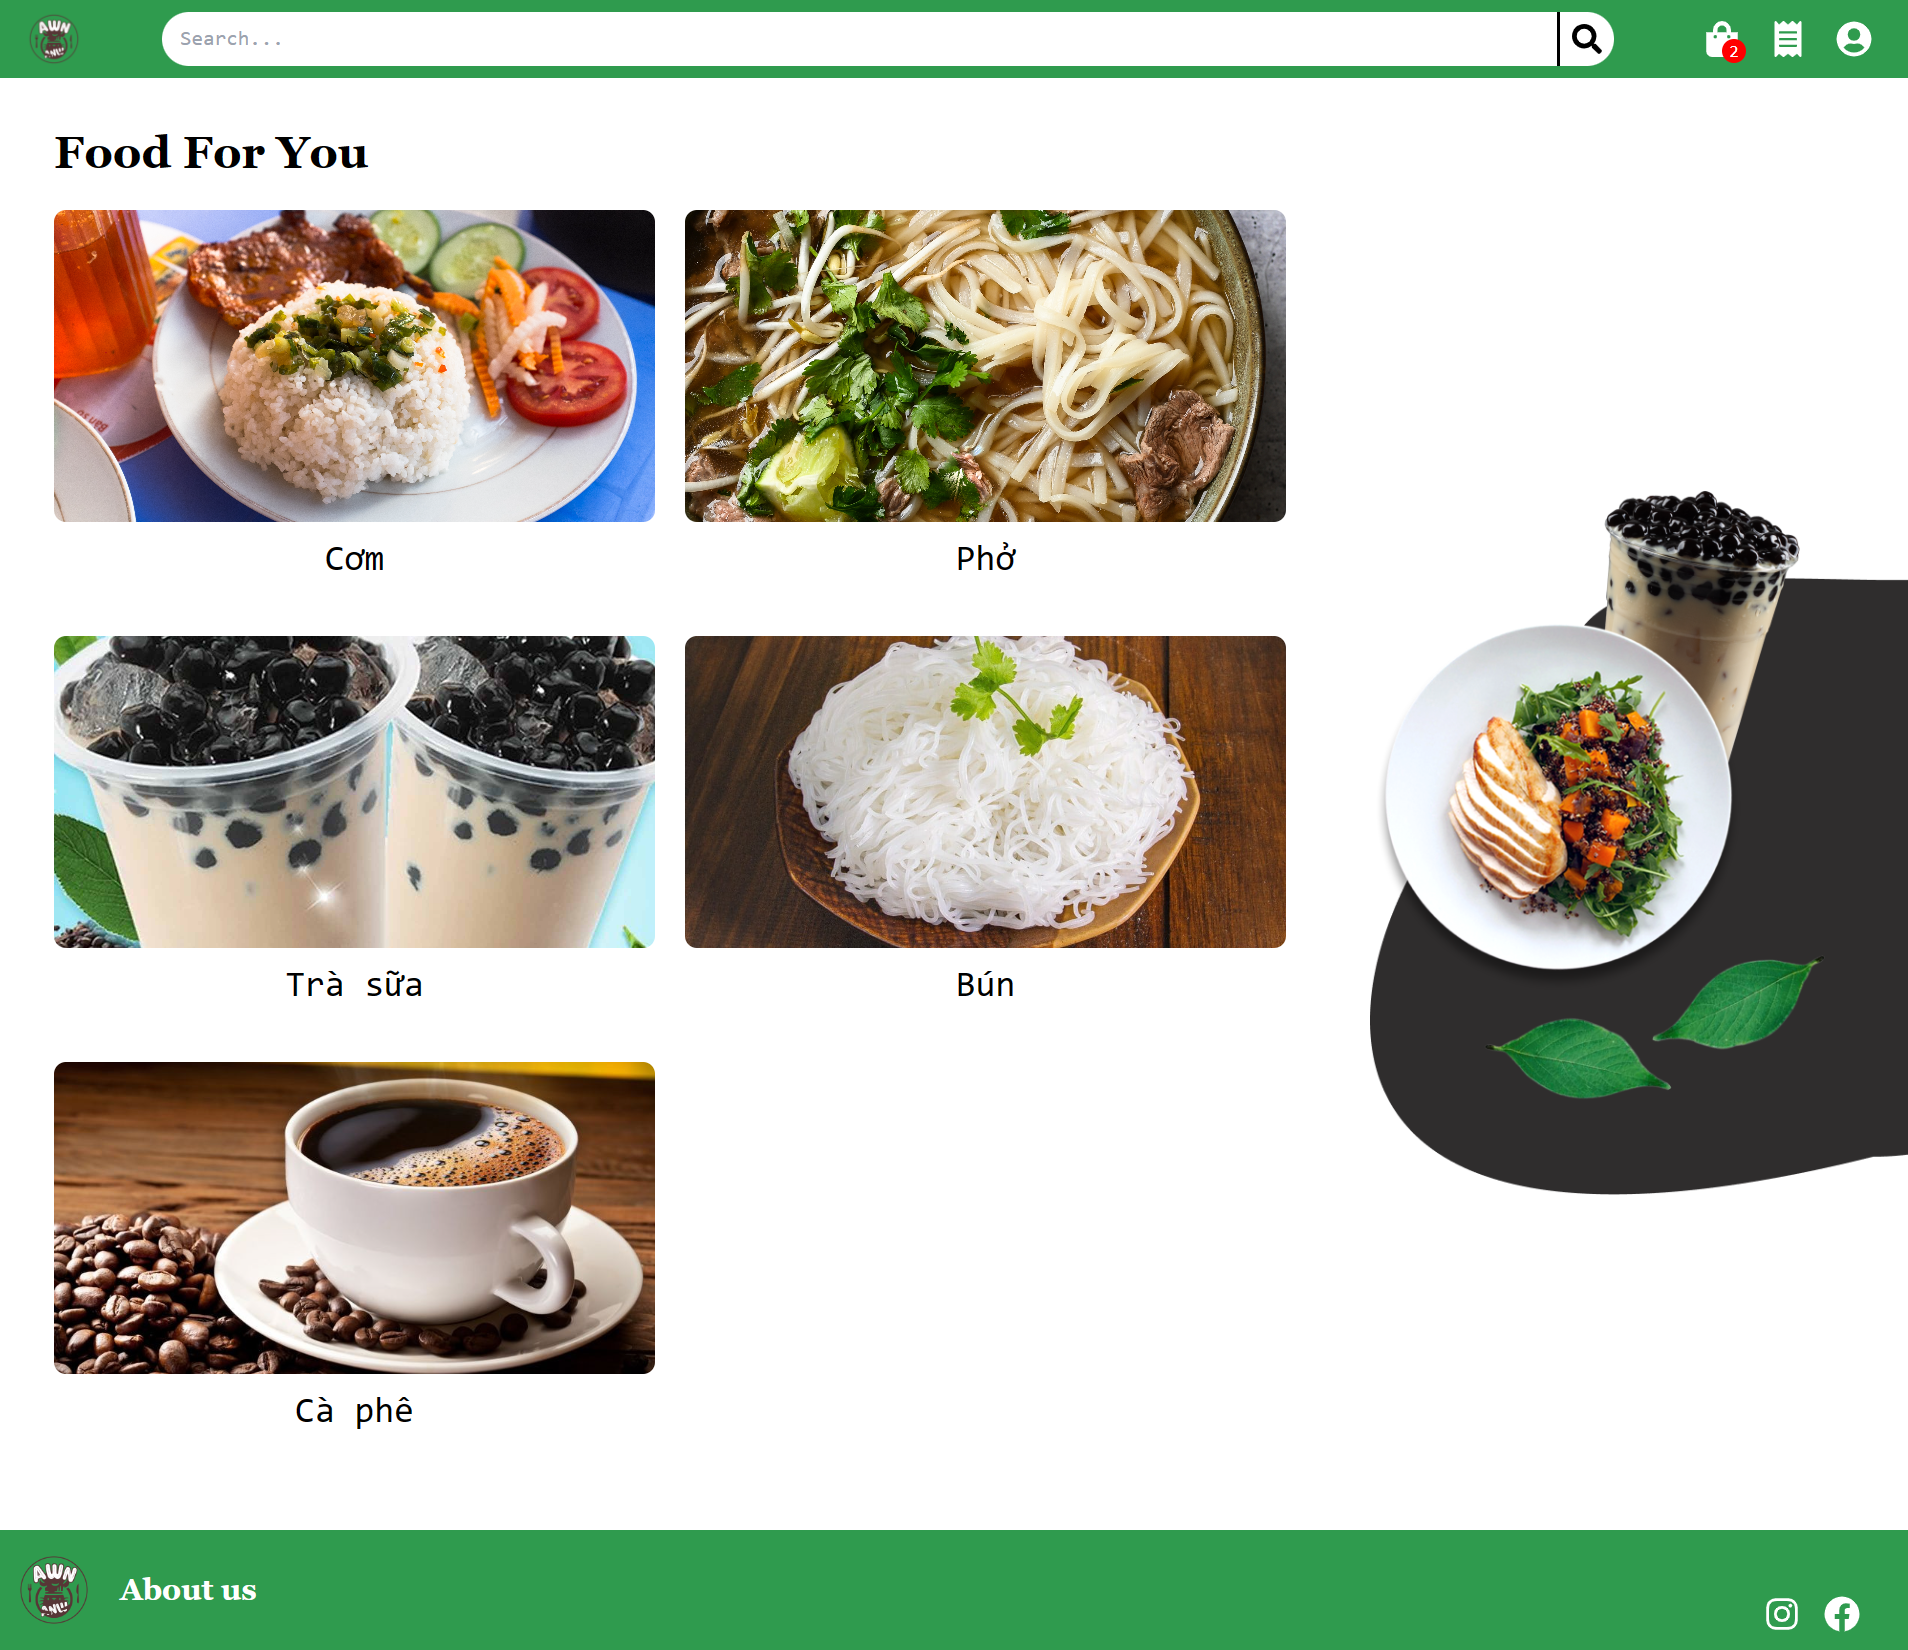 AWN
Search...
2
Food For You
Cơm
Phở
Trà sữa
Bún
Cà phê
AWN
About us